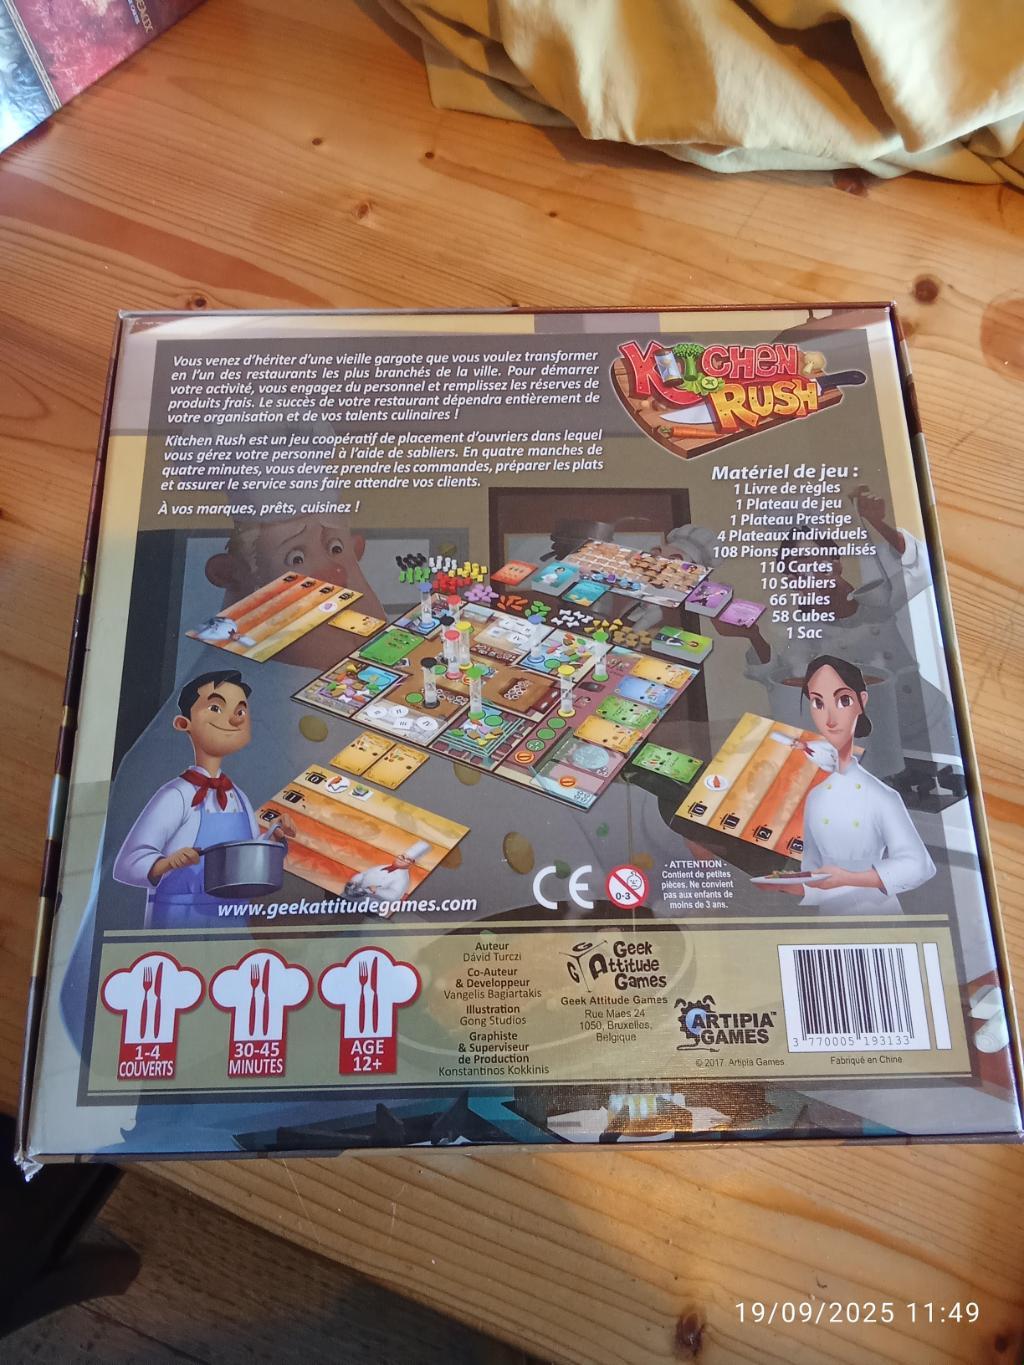 Vous venez d'hériter d'une vieille gargote que vous voulez transformer
en l'un des restaurants les plus branchés de la ville. Pour démarrer
votre activité, vous engagez du personnel et remplissez les réserves de
produits frais. Le succès de votre restaurant dépendra entièrement de
votre organisation et de vos talents culinaires !
Kitchen Rush est un jeu coopératif de placement d'ouvriers dans lequel
vous gérez votre personnel à l'aide de sabliers. En quatre manches de
quatre minutes, vous devrez prendre les commandes, préparer les plats
et assurer le service sans faire attendre vos clients.
À vos marques, prêts, cuisinez !
KITCHEN
RUSH
Matériel de jeu :
1 Livre de règles
1 Plateau de jeu
1 Plateau Prestige
4 Plateaux individuels
108 Pions personnalisés
110 Cartes
10 Sabliers
66 Tuiles
58 Cubes
1 Sac
www.geekattitudegames.com
CE
0-3
- ATTENTION -
Contient de petites
pièces. Ne convient
pas aux enfants de
moins de 3 ans.
1-4
COUVERTS
30-45
MINUTES
AGE
12+
Auteur
Dávid Turczi
Co-Auteur
& Developpeur
Vangelis Bagiartakis
Illustration
Gong Studios
Graphiste
& Superviseur
de Production
Konstantinos Kokkinis
Geek
Attitude
Games
Geek Attitude Games
Rue Maes 24
1050, Bruxelles,
Belgique
ARTIPIA™
GAMES
© 2017 Artipia Games
3 770005 193133
Fabriqué en Chine
19/09/2025 11:49